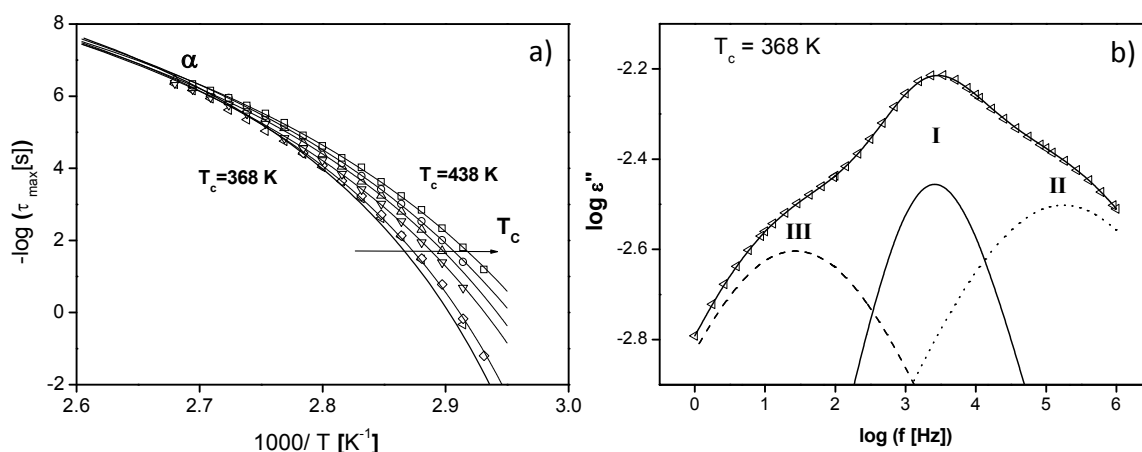 a)
α
T_c=368 K
T_c=438 K
T_c
8
6
4
2
0
-2
2.6 2.7 2.8 2.9 3.0
-log (τ_max[s])
1000/ T [K⁻¹]
b)
T_c = 368 K
I
II
III
-2.2
-2.4
-2.6
-2.8
0 1 2 3 4 5 6
log ε''
log (f [Hz])